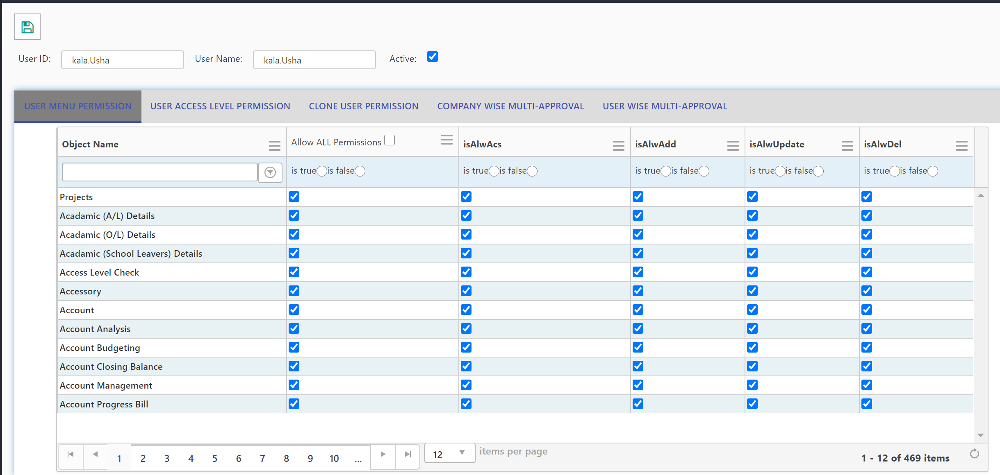 User ID: kala.Usha User Name: kala.Usha Active:
USER MENU PERMISSION USER ACCESS LEVEL PERMISSION CLONE USER PERMISSION COMPANY WISE MULTI-APPROVAL USER WISE MULTI-APPROVAL
Object Name Allow ALL Permissions isAlwAcs isAlwAdd isAlwUpdate isAlwDel
is true is false is true is false is true is false is true is false is true is false
Projects
Acadamic (A/L) Details
Acadamic (O/L) Details
Acadamic (School Leavers) Details
Access Level Check
Accessory
Account
Account Analysis
Account Budgeting
Account Closing Balance
Account Management
Account Progress Bill
1 2 3 4 5 6 7 8 9 10 ... 12 items per page 1 - 12 of 469 items